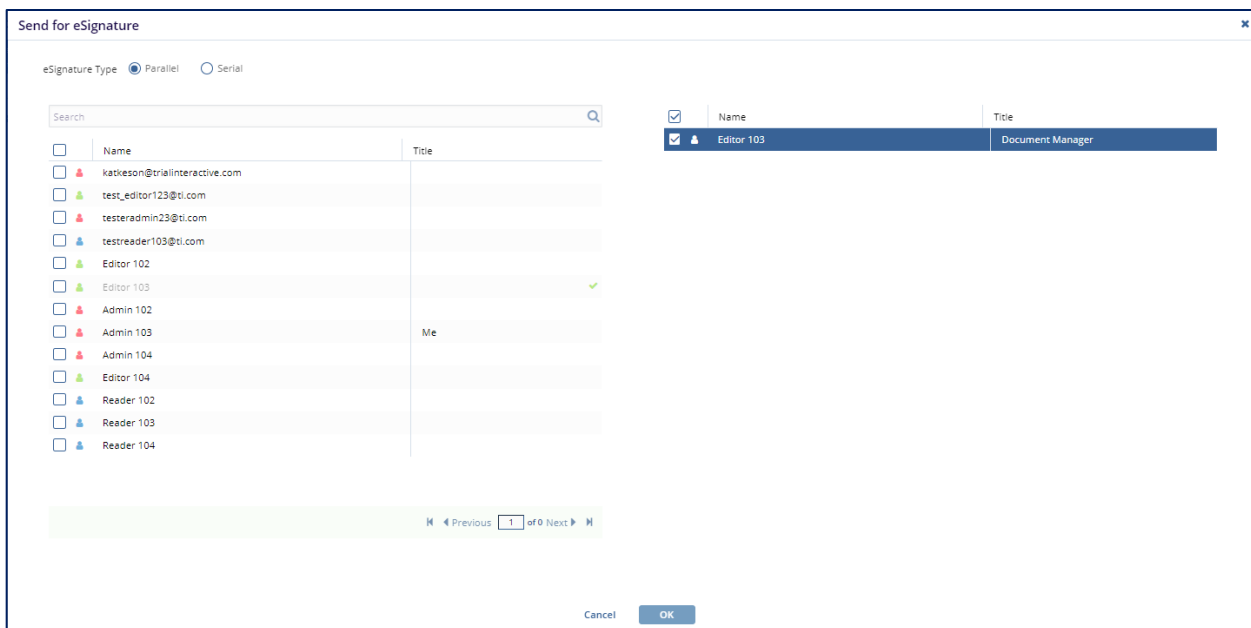 Send for eSignature
eSignature Type Parallel Serial
Search
Name Title
katkeson@trialinteractive.com
test_editor123@ti.com
testeradmin23@ti.com
testreader103@ti.com
Editor 102
Editor 103
Admin 102
Admin 103 Me
Admin 104
Editor 104
Reader 102
Reader 103
Reader 104
Previous 1 of 0 Next
Name Title
Editor 103 Document Manager
Cancel OK